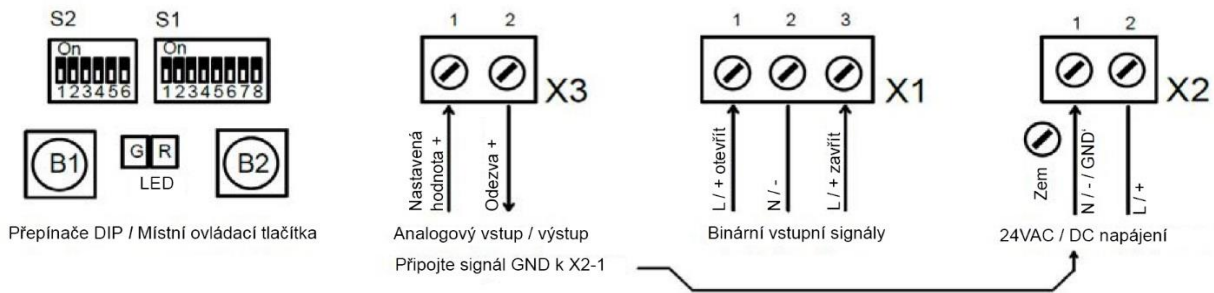 S2 S1
On On
123456 12345678
B1 G R B2
LED
Přepínače DIP / Místní ovládací tlačítka
1 2
X3
Nastavená
hodnota +
Odezva +
Analogový vstup / výstup
Připojte signál GND k X2-1
1 2 3
X1
L / + otevřít
N / -
L / + zavřít
Binární vstupní signály
1 2
X2
Zem
N / - / GND'
L / +
24VAC / DC napájení